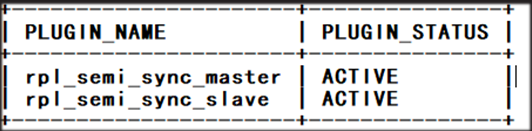 +----------------------+---------------+
| PLUGIN_NAME          | PLUGIN_STATUS |
+----------------------+---------------+
| rpl_semi_sync_master | ACTIVE        |
| rpl_semi_sync_slave  | ACTIVE        |
+----------------------+---------------+